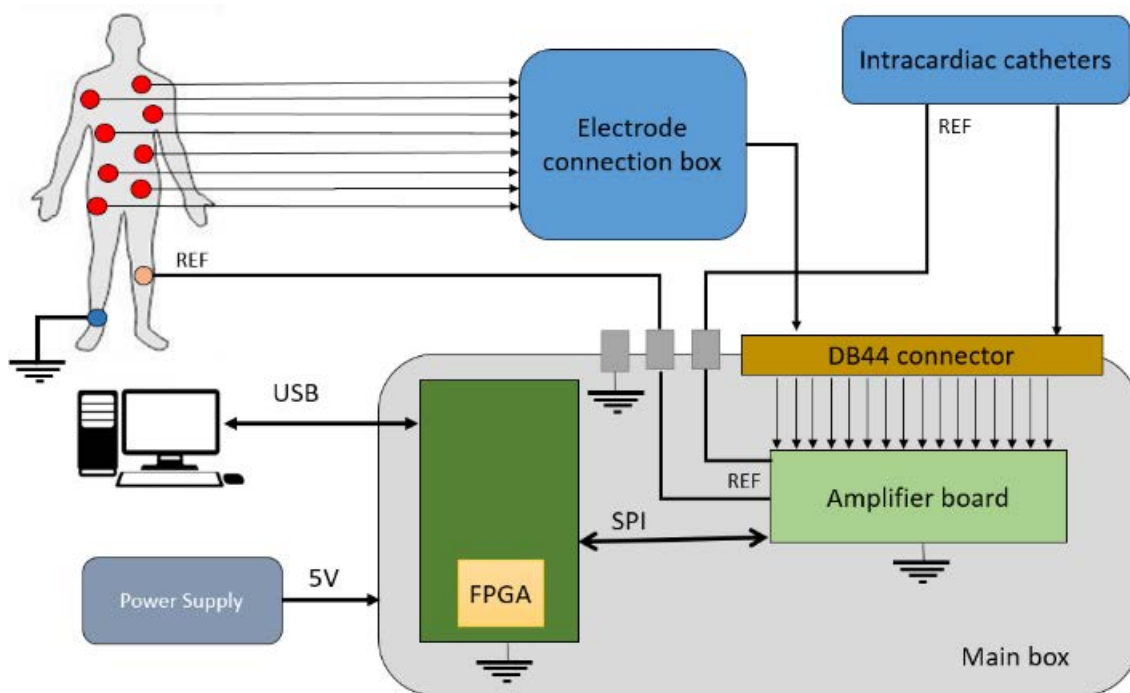 Intracardiac catheters
Electrode
connection box
REF
REF
DB44 connector
USB
REF
Amplifier board
SPI
5V
FPGA
Power Supply
Main box